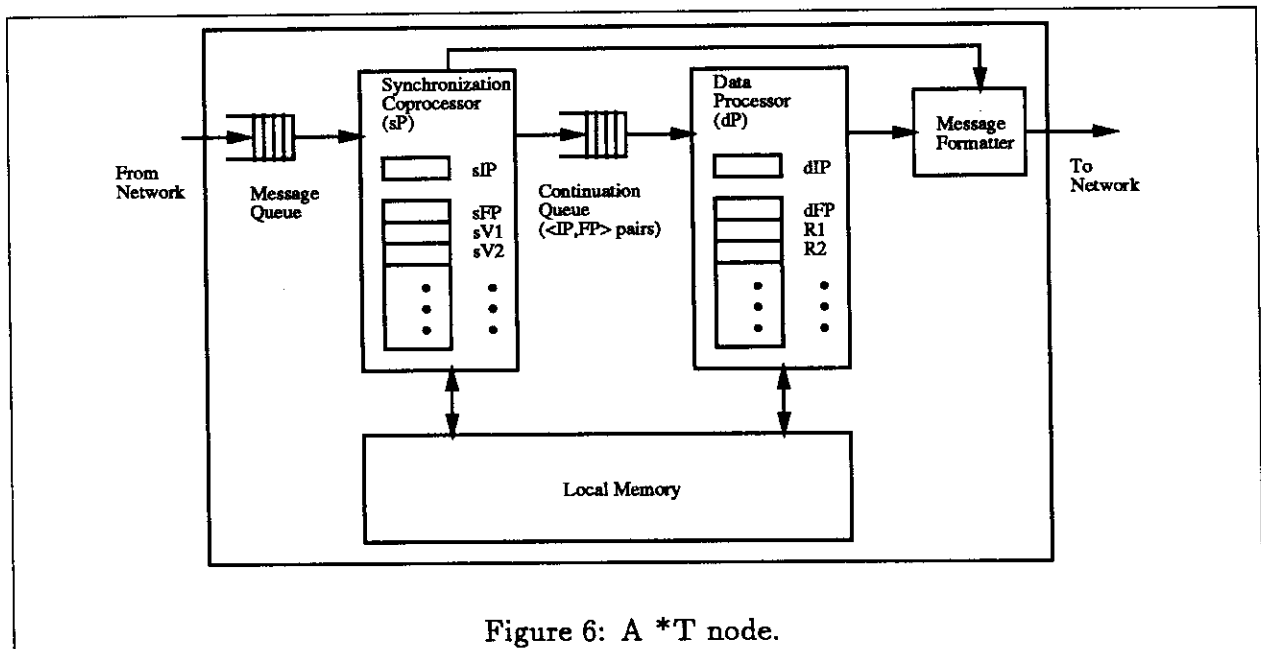 From
Network
Message
Queue
Synchronization
Coprocessor
(sP)
sIP
sFP
sV1
sV2
Continuation
Queue
(<IP,FP> pairs)
Data
Processor
(dP)
dIP
dFP
R1
R2
Message
Formatter
To
Network
Local Memory
Figure 6: A *T node.